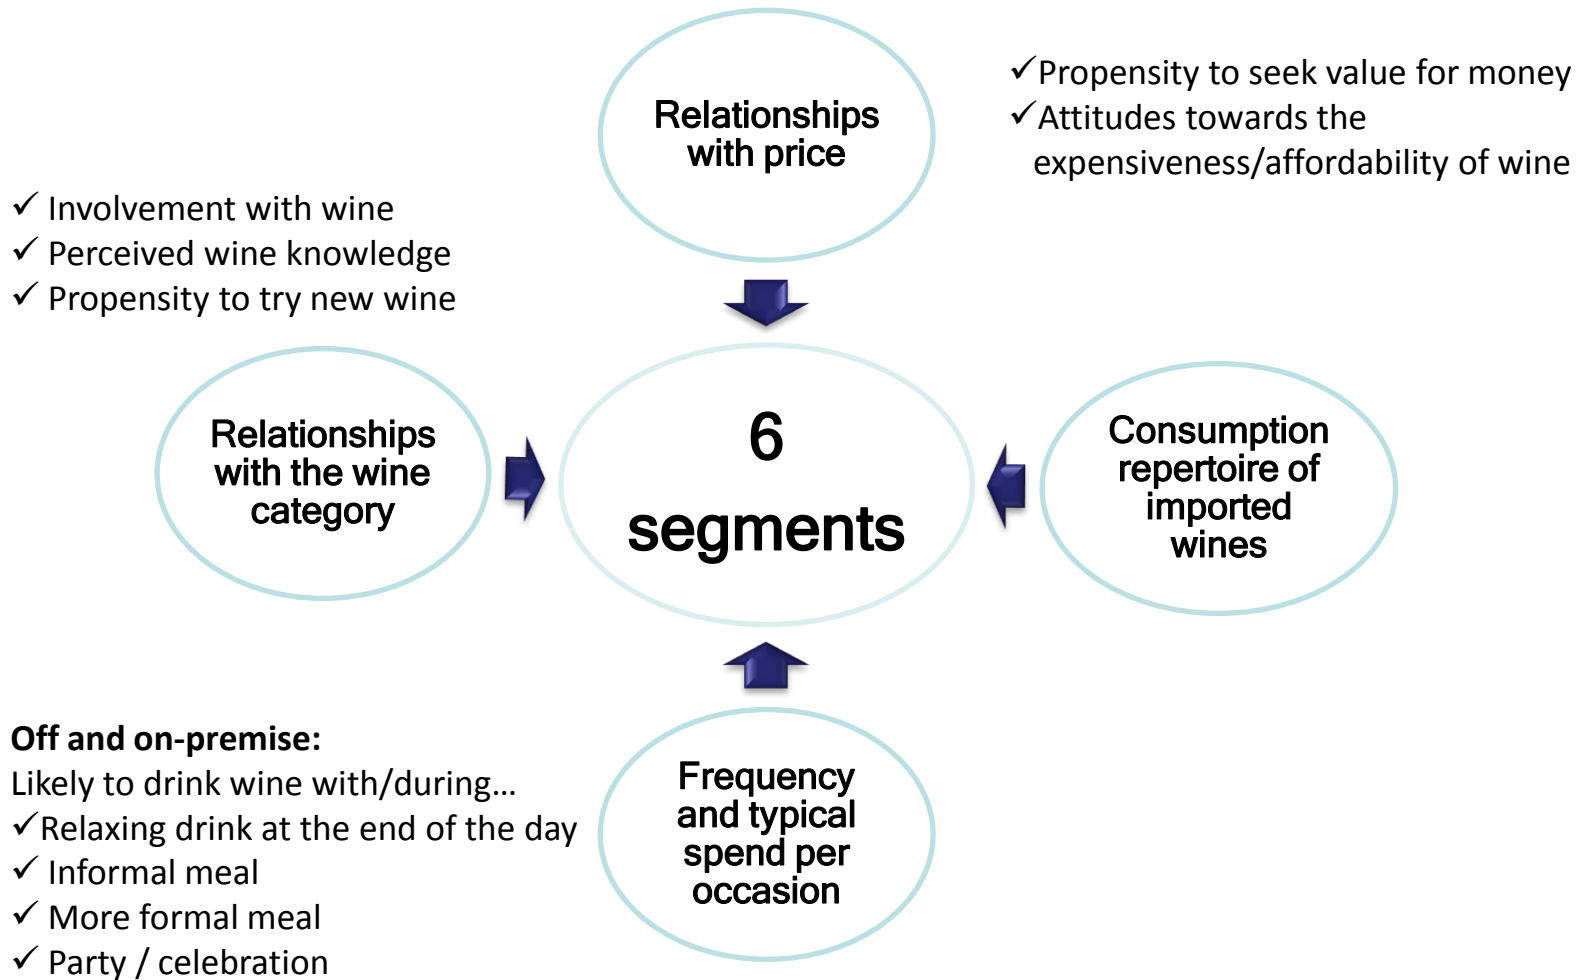 Relationships
with price
✓Propensity to seek value for money
✓Attitudes towards the
expensiveness/affordability of wine
✓ Involvement with wine
✓ Perceived wine knowledge
✓ Propensity to try new wine
Relationships
with the wine
category
6
segments
Consumption
repertoire of
imported
wines
Off and on-premise:
Likely to drink wine with/during...
✓Relaxing drink at the end of the day
✓ Informal meal
✓ More formal meal
✓ Party / celebration
Frequency
and typical
spend per
occasion